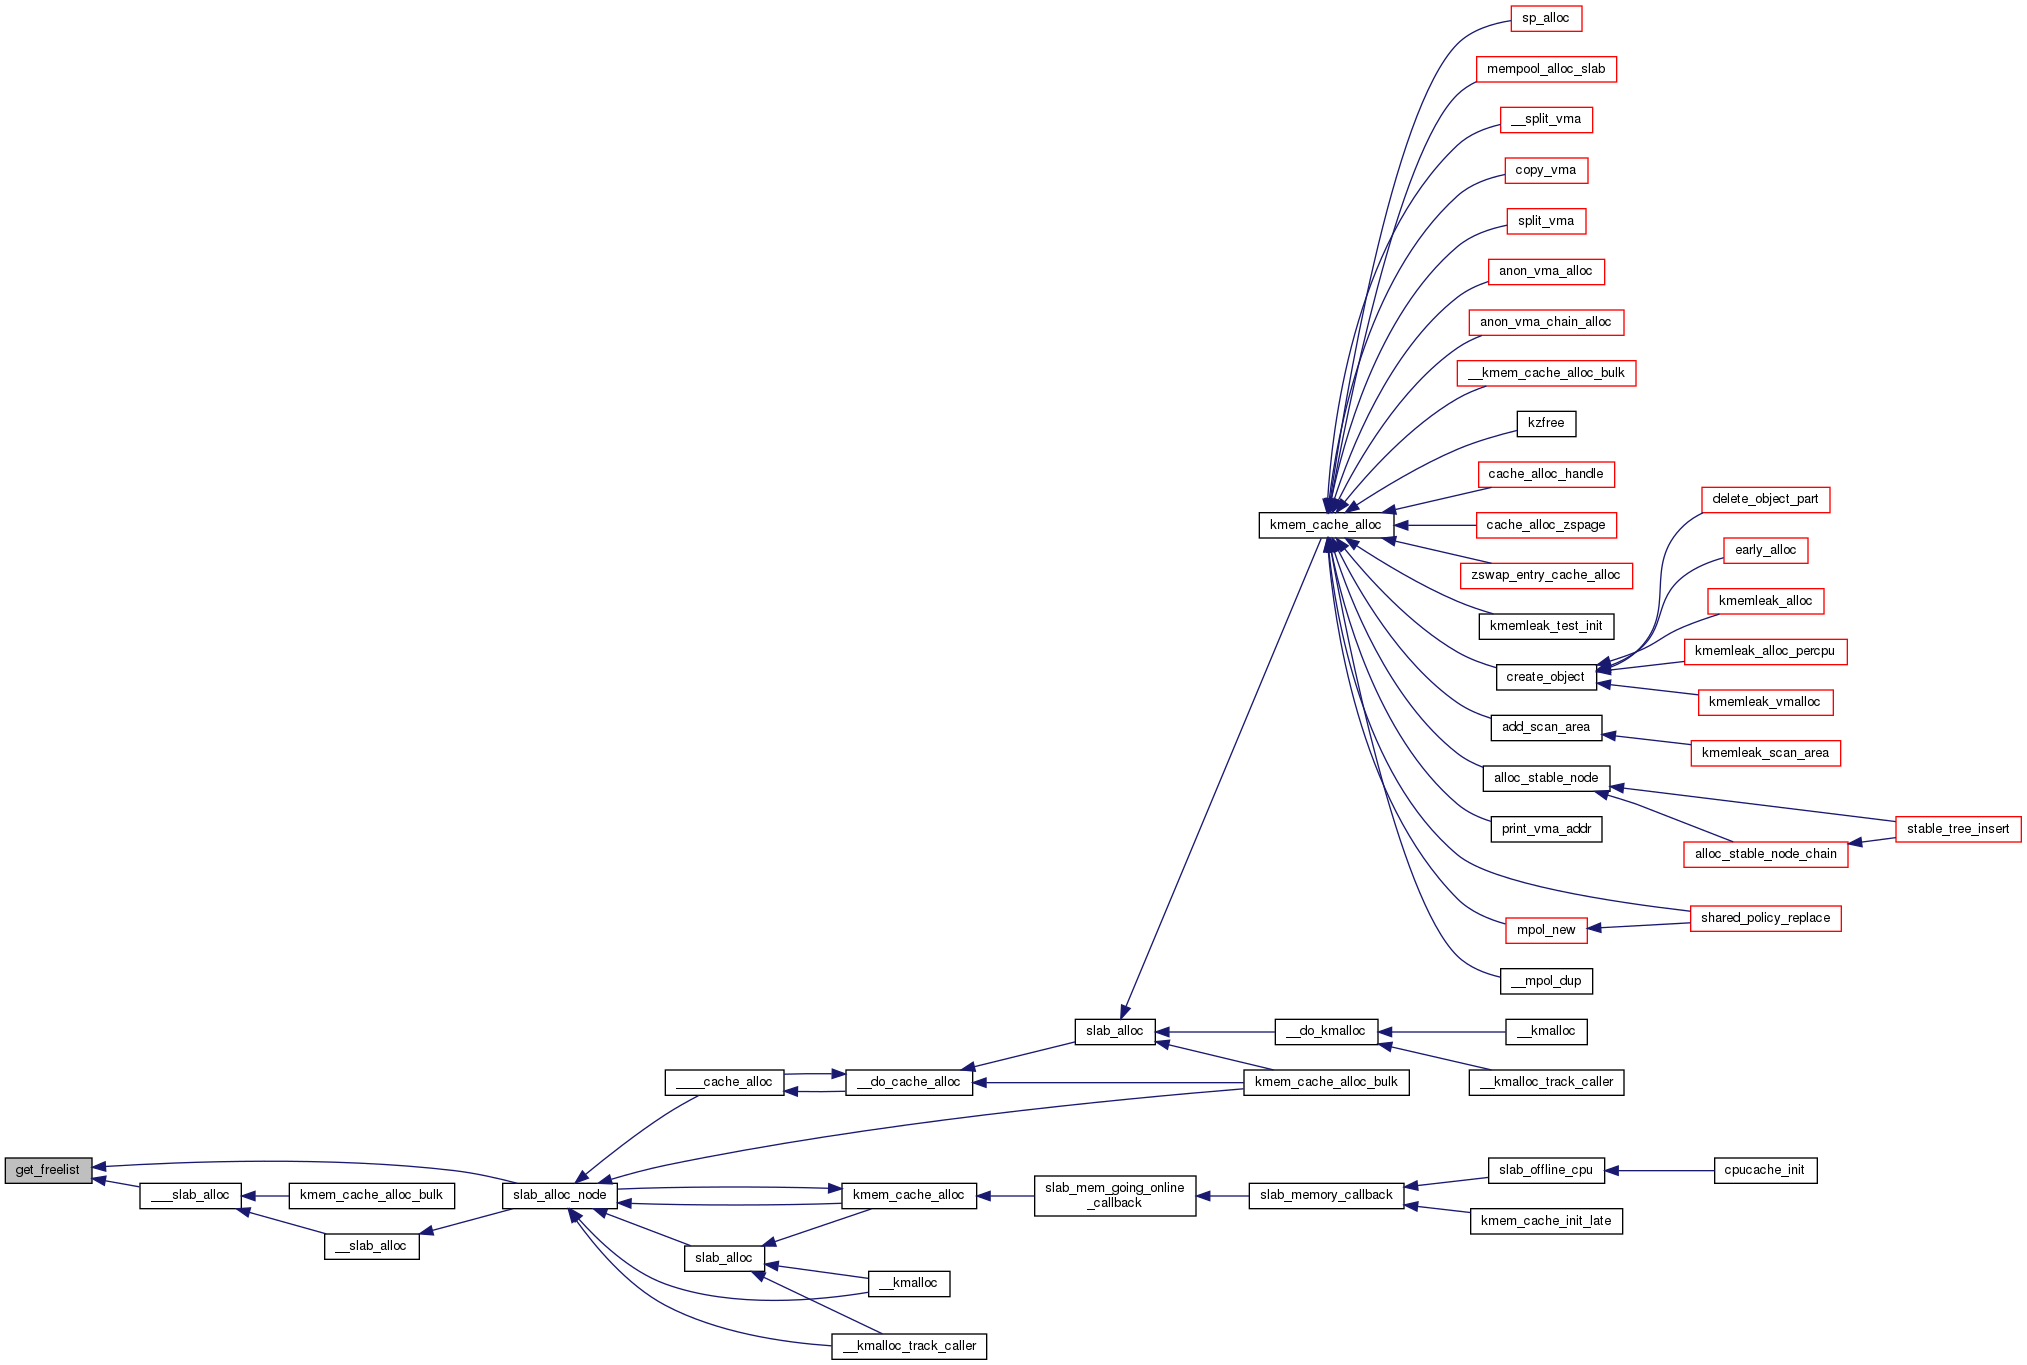 sp_alloc
mempool_alloc_slab
__split_vma
copy_vma
split_vma
anon_vma_alloc
anon_vma_chain_alloc
__kmem_cache_alloc_bulk
kzfree
cache_alloc_handle
delete_object_part
kmem_cache_alloc
cache_alloc_zspage
early_alloc
zswap_entry_cache_alloc
kmemleak_alloc
kmemleak_test_init
kmemleak_alloc_percpu
create_object
kmemleak_vmalloc
add_scan_area
kmemleak_scan_area
alloc_stable_node
print_vma_addr
stable_tree_insert
alloc_stable_node_chain
shared_policy_replace
mpol_new
__mpol_dup
slab_alloc
__do_kmalloc
__kmalloc
____cache_alloc
__do_cache_alloc
kmem_cache_alloc_bulk
__kmalloc_track_caller
get_freelist
slab_offline_cpu
cpucache_init
___slab_alloc
kmem_cache_alloc_bulk
slab_alloc_node
kmem_cache_alloc
slab_mem_going_online
_callback
slab_memory_callback
kmem_cache_init_late
__slab_alloc
slab_alloc
__kmalloc
__kmalloc_track_caller